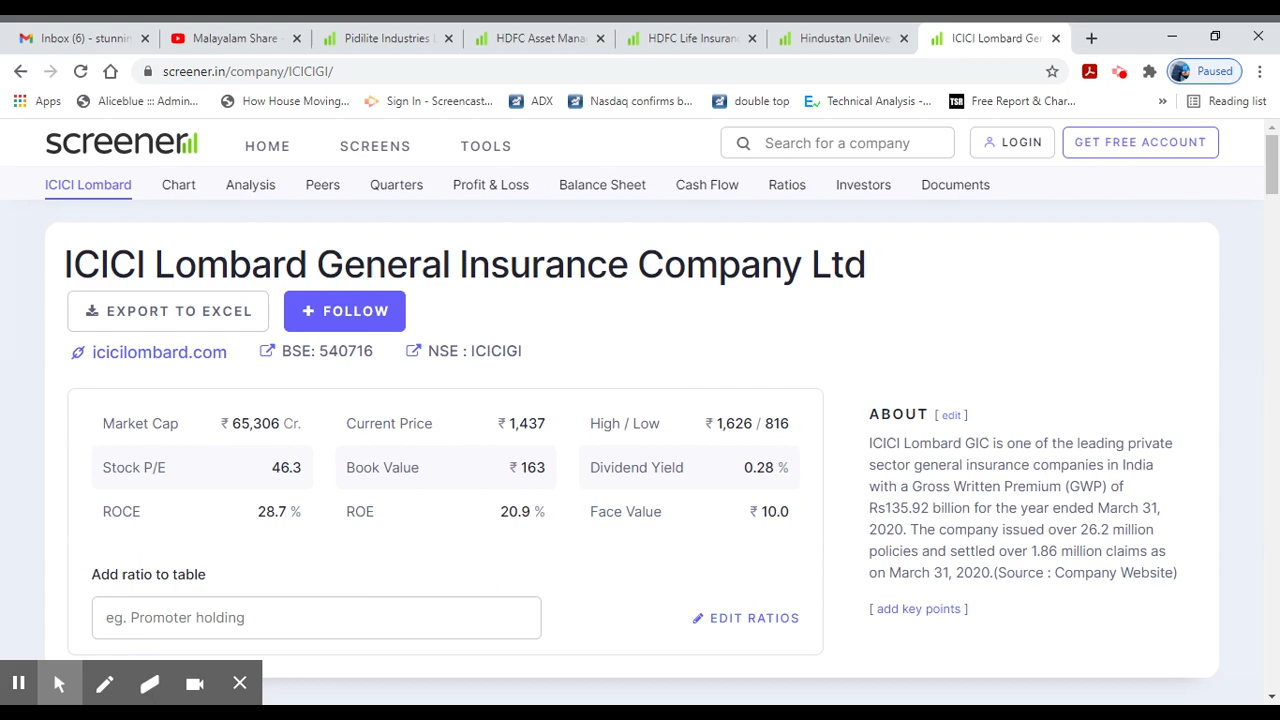 Inbox (6) - stunnin
Malayalam Share -
Pidilite Industries L
HDFC Asset Mana
HDFC Life Insuranc
Hindustan Unileve
ICICI Lombard Gen
screener.in/company/ICICIGI/
Paused
Apps
Aliceblue ::: Admin...
How House Moving...
Sign In - Screencast...
ADX
Nasdaq confirms b...
double top
Technical Analysis -...
TSR
Free Report & Char...
»
Reading list
screener
HOME
SCREENS
TOOLS
Search for a company
LOGIN
GET FREE ACCOUNT
ICICI Lombard
Chart
Analysis
Peers
Quarters
Profit & Loss
Balance Sheet
Cash Flow
Ratios
Investors
Documents
ICICI Lombard General Insurance Company Ltd
EXPORT TO EXCEL
+ FOLLOW
icicilombard.com
BSE: 540716
NSE : ICICIGI
Market Cap ₹ 65,306 Cr.
Current Price ₹ 1,437
High / Low ₹ 1,626 / 816
Stock P/E 46.3
Book Value ₹ 163
Dividend Yield 0.28 %
ROCE 28.7 %
ROE 20.9 %
Face Value ₹ 10.0
Add ratio to table
eg. Promoter holding
EDIT RATIOS
ABOUT [ edit ]
ICICI Lombard GIC is one of the leading private
sector general insurance companies in India
with a Gross Written Premium (GWP) of
Rs135.92 billion for the year ended March 31,
2020. The company issued over 26.2 million
policies and settled over 1.86 million claims as
on March 31, 2020.(Source : Company Website)
[ add key points ]